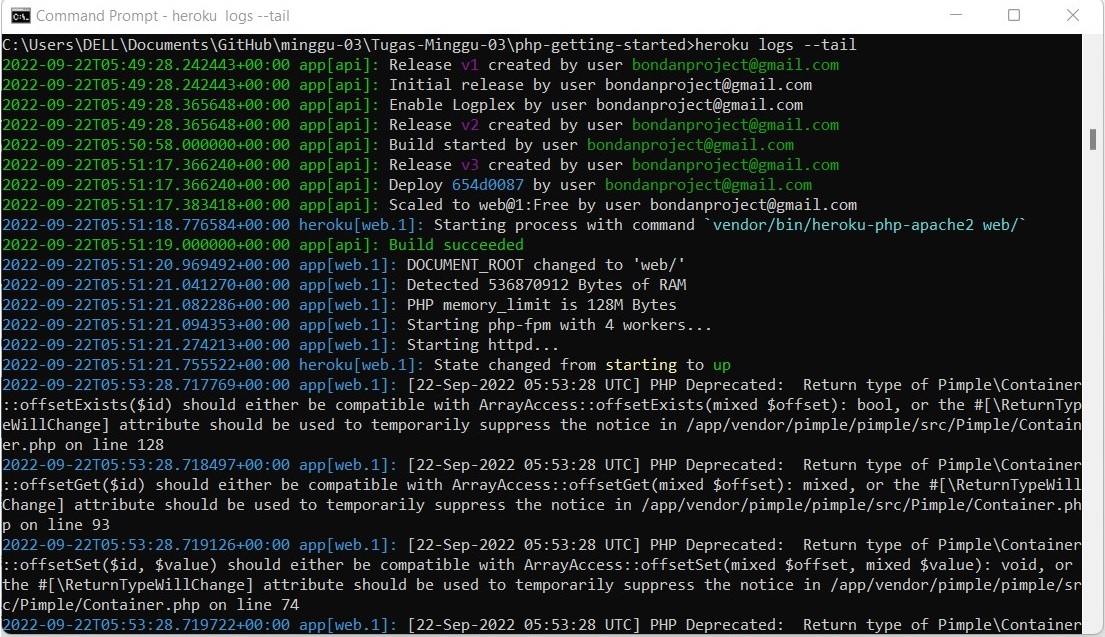 Command Prompt - heroku  logs --tail
C:\Users\DELL\Documents\GitHub\minggu-03\Tugas-Minggu-03\php-getting-started>heroku logs --tail
2022-09-22T05:49:28.242443+00:00 app[api]: Release v1 created by user bondanproject@gmail.com
2022-09-22T05:49:28.242443+00:00 app[api]: Initial release by user bondanproject@gmail.com
2022-09-22T05:49:28.365648+00:00 app[api]: Enable Logplex by user bondanproject@gmail.com
2022-09-22T05:49:28.365648+00:00 app[api]: Release v2 created by user bondanproject@gmail.com
2022-09-22T05:50:58.000000+00:00 app[api]: Build started by user bondanproject@gmail.com
2022-09-22T05:51:17.366240+00:00 app[api]: Release v3 created by user bondanproject@gmail.com
2022-09-22T05:51:17.366240+00:00 app[api]: Deploy 654d0087 by user bondanproject@gmail.com
2022-09-22T05:51:17.383418+00:00 app[api]: Scaled to web@1:Free by user bondanproject@gmail.com
2022-09-22T05:51:18.776584+00:00 heroku[web.1]: Starting process with command `vendor/bin/heroku-php-apache2 web/`
2022-09-22T05:51:19.000000+00:00 app[api]: Build succeeded
2022-09-22T05:51:20.969492+00:00 app[web.1]: DOCUMENT_ROOT changed to 'web/'
2022-09-22T05:51:21.041270+00:00 app[web.1]: Detected 536870912 Bytes of RAM
2022-09-22T05:51:21.082286+00:00 app[web.1]: PHP memory_limit is 128M Bytes
2022-09-22T05:51:21.094353+00:00 app[web.1]: Starting php-fpm with 4 workers...
2022-09-22T05:51:21.274213+00:00 app[web.1]: Starting httpd...
2022-09-22T05:51:21.755522+00:00 heroku[web.1]: State changed from starting to up
2022-09-22T05:53:28.717769+00:00 app[web.1]: [22-Sep-2022 05:53:28 UTC] PHP Deprecated:  Return type of Pimple\Container
::offsetExists($id) should either be compatible with ArrayAccess::offsetExists(mixed $offset): bool, or the #[\ReturnTyp
eWillChange] attribute should be used to temporarily suppress the notice in /app/vendor/pimple/pimple/src/Pimple/Contain
er.php on line 128
2022-09-22T05:53:28.718497+00:00 app[web.1]: [22-Sep-2022 05:53:28 UTC] PHP Deprecated:  Return type of Pimple\Container
::offsetGet($id) should either be compatible with ArrayAccess::offsetGet(mixed $offset): mixed, or the #[\ReturnTypeWill
Change] attribute should be used to temporarily suppress the notice in /app/vendor/pimple/pimple/src/Pimple/Container.ph
p on line 93
2022-09-22T05:53:28.719126+00:00 app[web.1]: [22-Sep-2022 05:53:28 UTC] PHP Deprecated:  Return type of Pimple\Container
::offsetSet($id, $value) should either be compatible with ArrayAccess::offsetSet(mixed $offset, mixed $value): void, or
the #[\ReturnTypeWillChange] attribute should be used to temporarily suppress the notice in /app/vendor/pimple/pimple/sr
c/Pimple/Container.php on line 74
2022-09-22T05:53:28.719722+00:00 app[web.1]: [22-Sep-2022 05:53:28 UTC] PHP Deprecated:  Return type of Pimple\Container